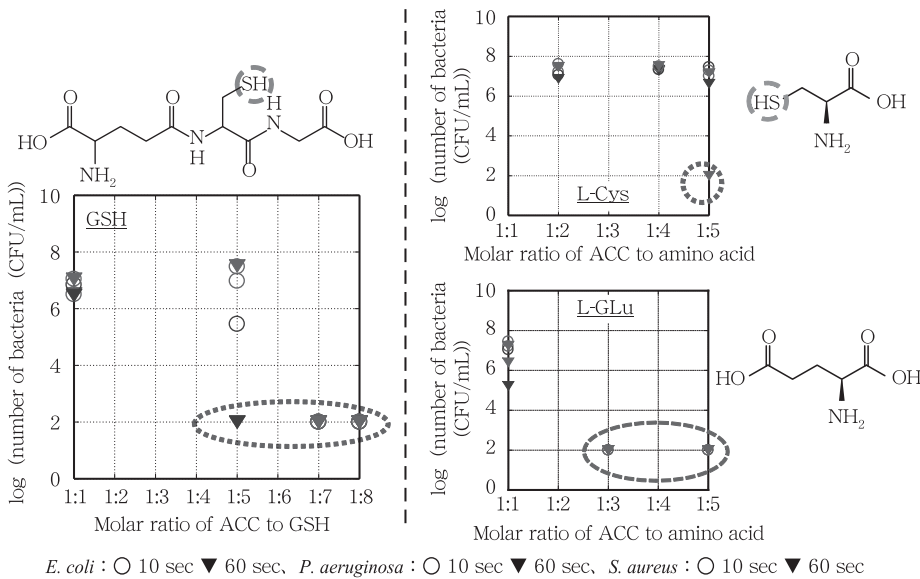 SH
H
O
O
O
HO
N
H
N
O
OH
NH2
log (number of bacteria (CFU/mL))
10
8
6
4
2
0
GSH
1:1 1:2 1:3 1:4 1:5 1:7 1:8
Molar ratio of ACC to GSH
log (number of bacteria
(CFU/mL))
10
8
6
4
2
0
L-Cys
1:1 1:2 1:3 1:4 1:5
Molar ratio of ACC to amino acid
HS
O
OH
NH2
log (number of bacteria
(CFU/mL))
10
8
6
4
2
0
L-GLu
1:1 1:2 1:3 1:4 1:5
Molar ratio of ACC to amino acid
O
O
HO
OH
NH2
E. coli : ○ 10 sec ▼ 60 sec、P. aeruginosa : ○ 10 sec ▼ 60 sec、S. aureus : ○ 10 sec ▼ 60 sec